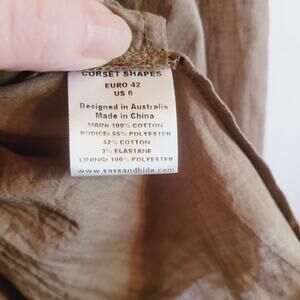 CORSET SHAPES
EURO 42
US 6
Designed in Australia
Made in China
MAIN: 100% COTTON
BODICE: 55% POLYESTER
42% COTTON
3% ELASTANE
LINING: 100% POLYESTER
www.sassandbide.com